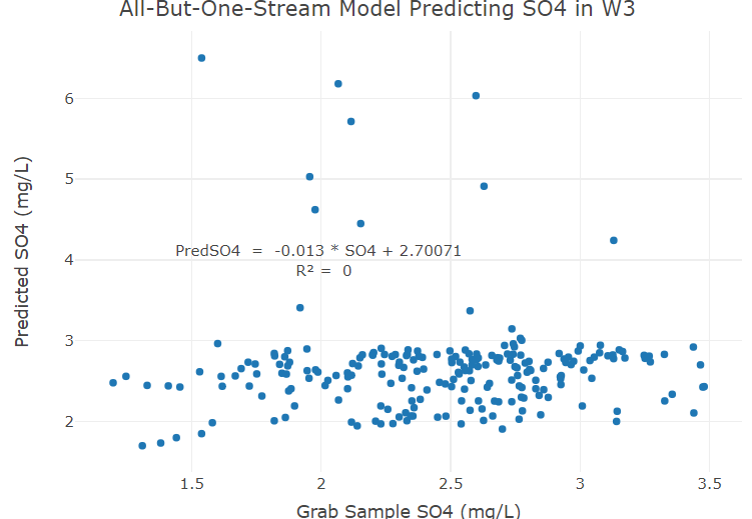 All-But-One-Stream Model Predicting SO4 in W3
6
5
4
3
2
Predicted SO4 (mg/L)
PredSO4 = -0.013 * SO4 + 2.70071
R² = 0
1.5 2 2.5 3 3.5
Grab Sample SO4 (mg/L)